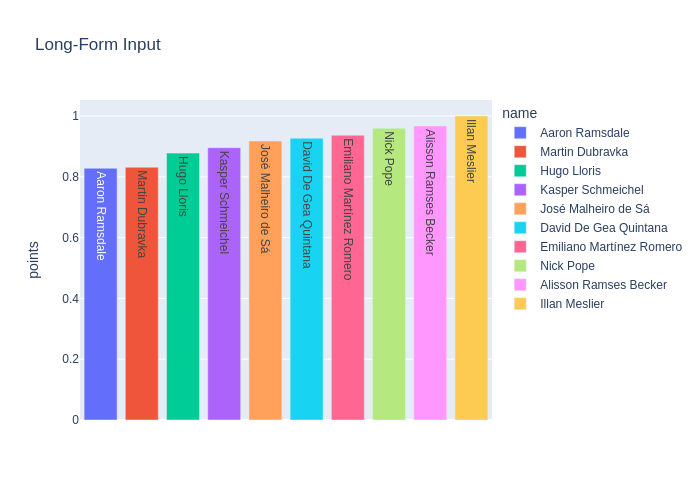 Long-Form Input
points
1
0.8
0.6
0.4
0.2
0
Aaron Ramsdale
Martin Dubravka
Hugo Lloris
Kasper Schmeichel
José Malheiro de Sá
David De Gea Quintana
Emiliano Martínez Romero
Nick Pope
Alisson Ramses Becker
Illan Meslier
name
Aaron Ramsdale
Martin Dubravka
Hugo Lloris
Kasper Schmeichel
José Malheiro de Sá
David De Gea Quintana
Emiliano Martínez Romero
Nick Pope
Alisson Ramses Becker
Illan Meslier